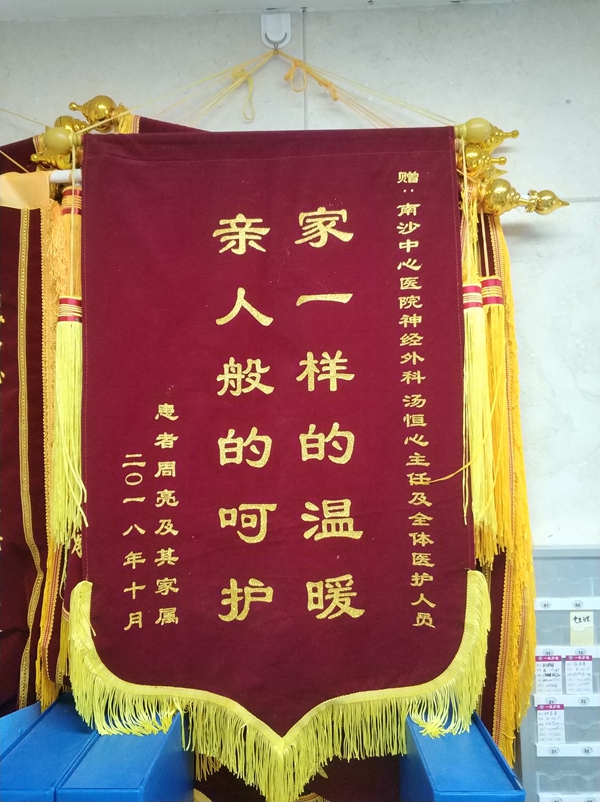 赠：南沙中心医院神经外科汤恒心主任及全体医护人员
家一样的温暖
亲人般的呵护
患者周亮及其家属
二〇一八年十月